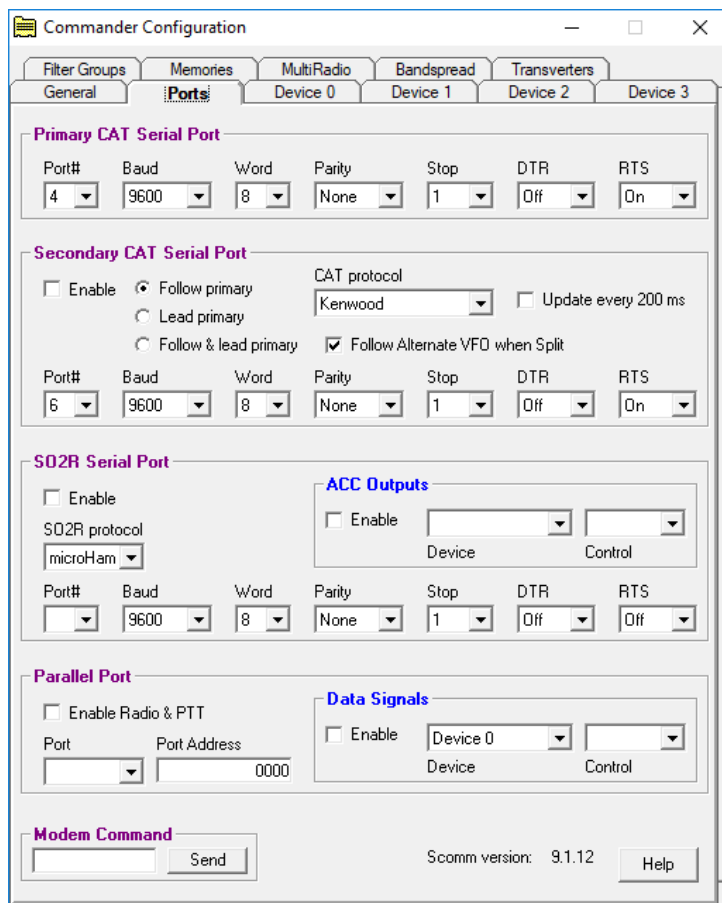 Commander Configuration
Filter Groups Memories MultiRadio Bandspread Transverters
General Ports Device 0 Device 1 Device 2 Device 3
Primary CAT Serial Port
Port# Baud Word Parity Stop DTR RTS
4 9600 8 None 1 Off On
Secondary CAT Serial Port
Enable Follow primary
CAT protocol
Kenwood
Update every 200 ms
Lead primary
Follow & lead primary Follow Alternate VFO when Split
Port# Baud Word Parity Stop DTR RTS
6 9600 8 None 1 Off On
SO2R Serial Port
Enable
SO2R protocol
microHam
ACC Outputs
Enable
Device Control
Port# Baud Word Parity Stop DTR RTS
9600 8 None 1 Off Off
Parallel Port
Enable Radio & PTT
Port Port Address
0000
Data Signals
Enable Device 0
Device Control
Modem Command
Send
Scomm version: 9.1.12
Help